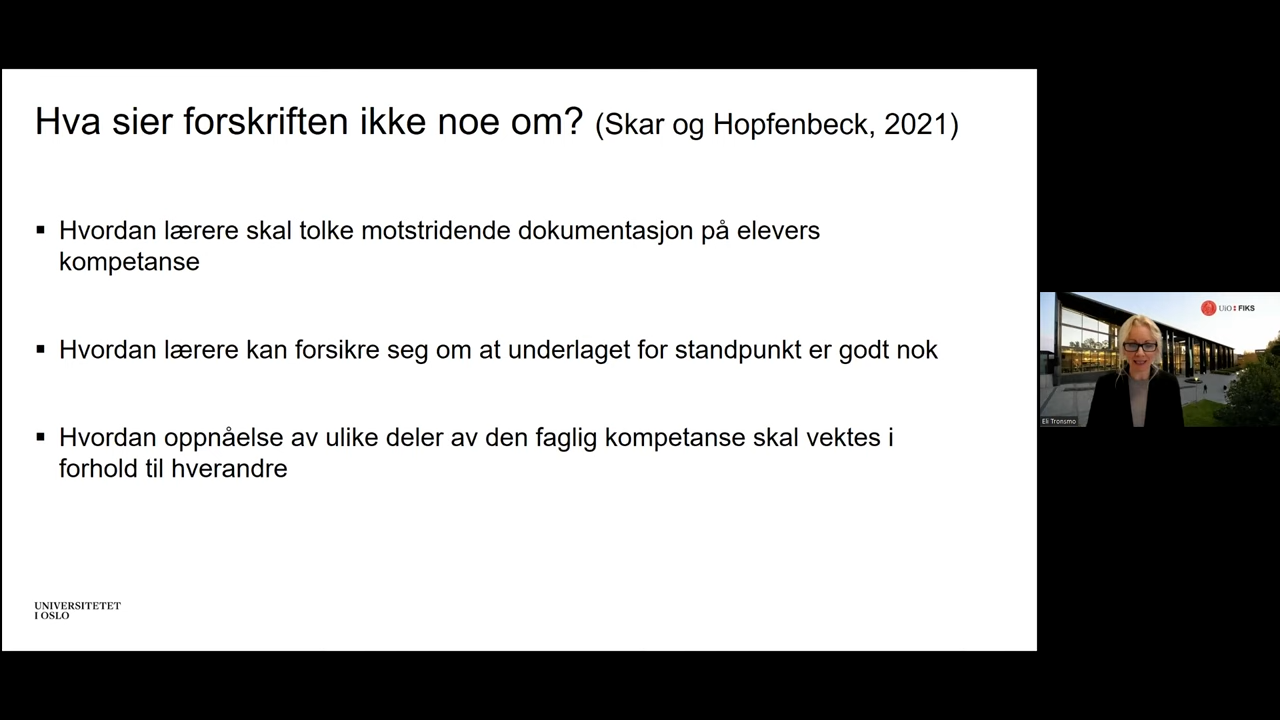 Hva sier forskriften ikke noe om? (Skar og Hopfenbeck, 2021)
▪ Hvordan lærere skal tolke motstridende dokumentasjon på elevers
kompetanse
▪ Hvordan lærere kan forsikre seg om at underlaget for standpunkt er godt nok
▪ Hvordan oppnåelse av ulike deler av den faglig kompetanse skal vektes i
forhold til hverandre
UNIVERSITETET
I OSLO
UiO FIKS
Eli Tronsmo